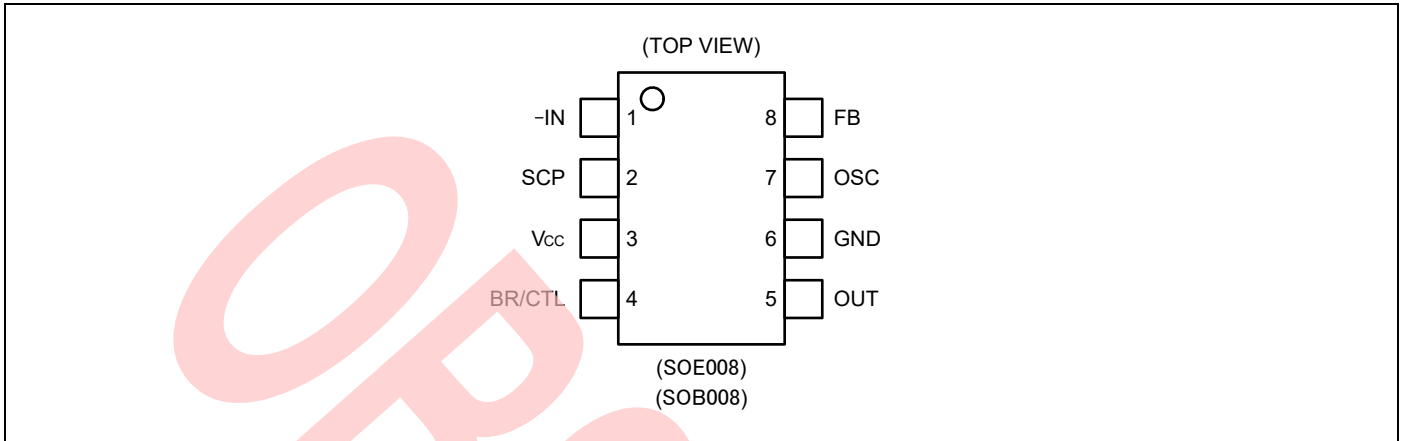 (TOP VIEW)
-IN 1 8 FB
SCP 2 7 OSC
Vcc 3 6 GND
BR/CTL 4 5 OUT
(SOE008)
(SOB008)